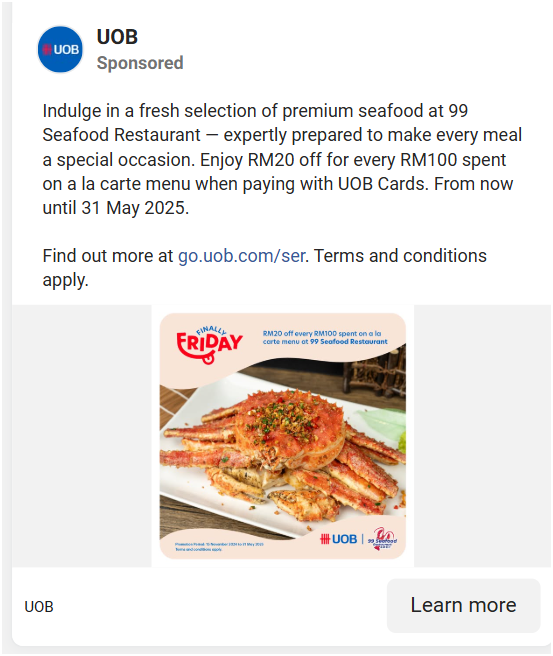 UOB
UOB
Sponsored
Indulge in a fresh selection of premium seafood at 99
Seafood Restaurant — expertly prepared to make every meal
a special occasion. Enjoy RM20 off for every RM100 spent
on a la carte menu when paying with UOB Cards. From now
until 31 May 2025.
Find out more at go.uob.com/ser. Terms and conditions
apply.
FINALLY
FRIDAY
RM20 off every RM100 spent on a la
carte menu at 99 Seafood Restaurant
Promotion Period: 15 November 2024 to 31 May 2025
Terms and conditions apply.
UOB
99 Seafood
UOB
Learn more